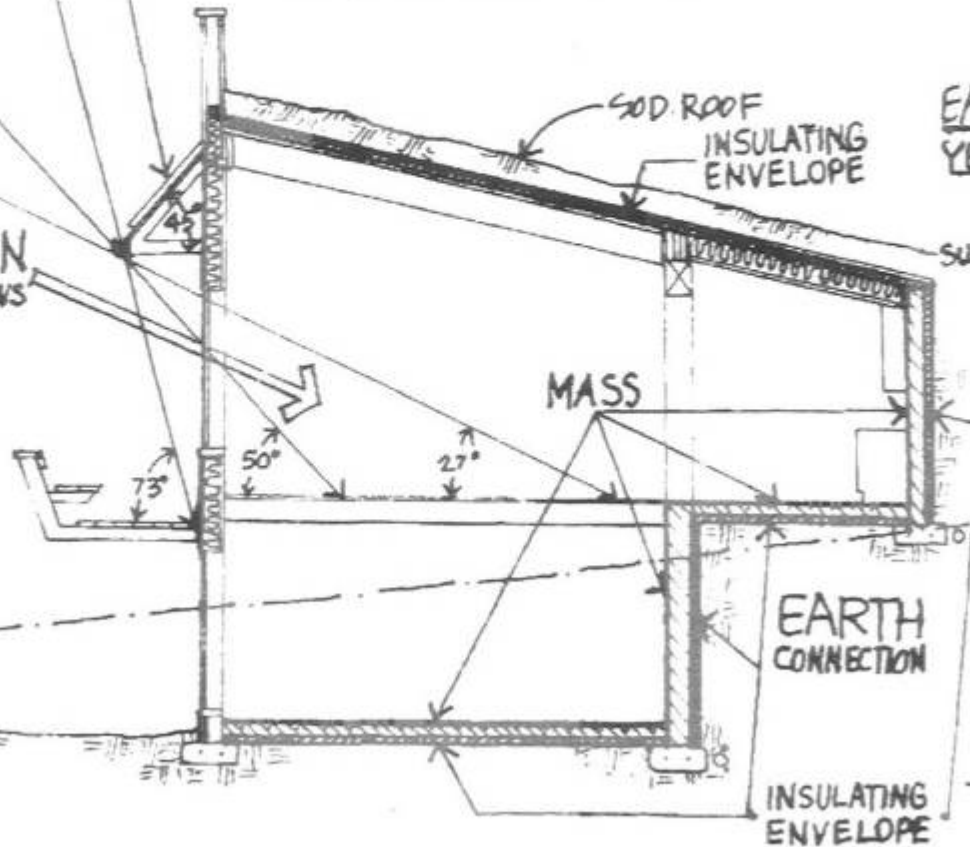 SOD ROOF
INSULATING
ENVELOPE
45
MASS
73°
50°
27°
EARTH
CONNECTION
INSULATING
ENVELOPE